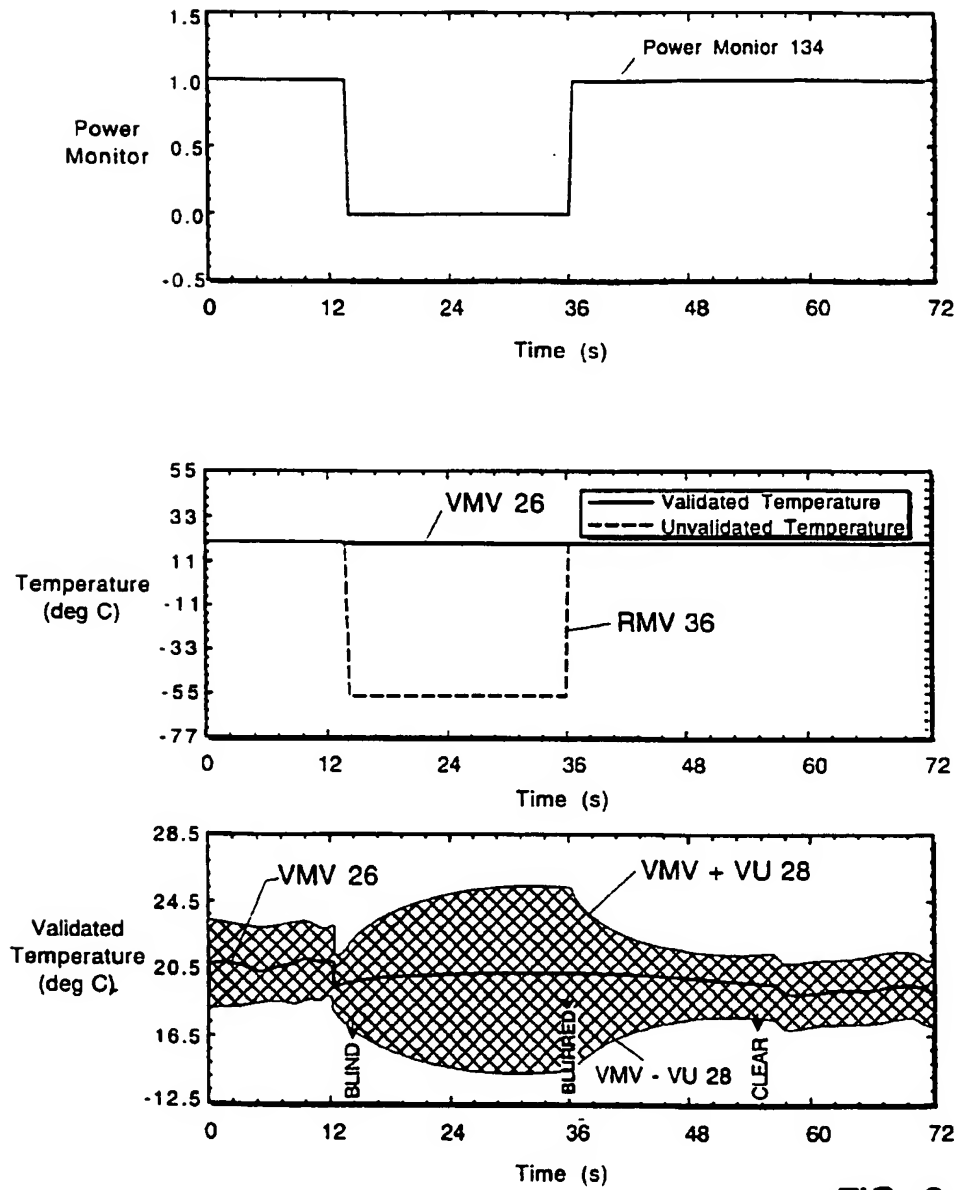 1.5
Power Monior 134
1.0
Power
Monitor
0.5
0.0
-0.5
0 12 24 36 48 60 72
Time (s)
55
VMV 26
Validated Temperature
33
Unvalidated Temperature
11
Temperature
(deg C)
-11
RMV 36
-33
-55
-77
0 12 24 36 48 60 72
Time (s)
28.5
VMV 26
VMV + VU 28
24.5
Validated
Temperature
(deg C)
20.5
16.5
BLIND
BLURRED
VMV - VU 28
CLEAR
-12.5
0 12 24 36 48 60 72
Time (s)